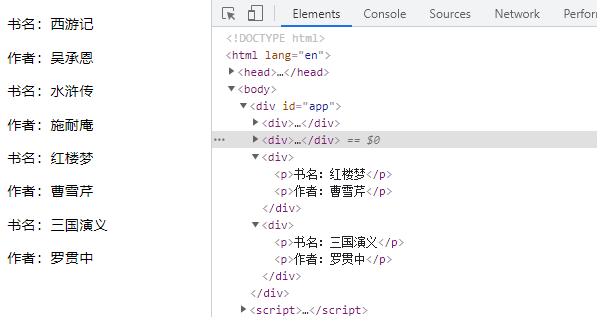 书名：西游记
作者：吴承恩
书名：水浒传
作者：施耐庵
书名：红楼梦
作者：曹雪芹
书名：三国演义
作者：罗贯中
Elements Console Sources Network Perforn
<!DOCTYPE html>
<html lang="en">
<head>…</head>
<body>
<div id="app">
<div>…</div>
<div>…</div> == $0
<div>
<p>书名：红楼梦</p>
<p>作者：曹雪芹</p>
</div>
<div>
<p>书名：三国演义</p>
<p>作者：罗贯中</p>
</div>
</div>
<script>…</script>